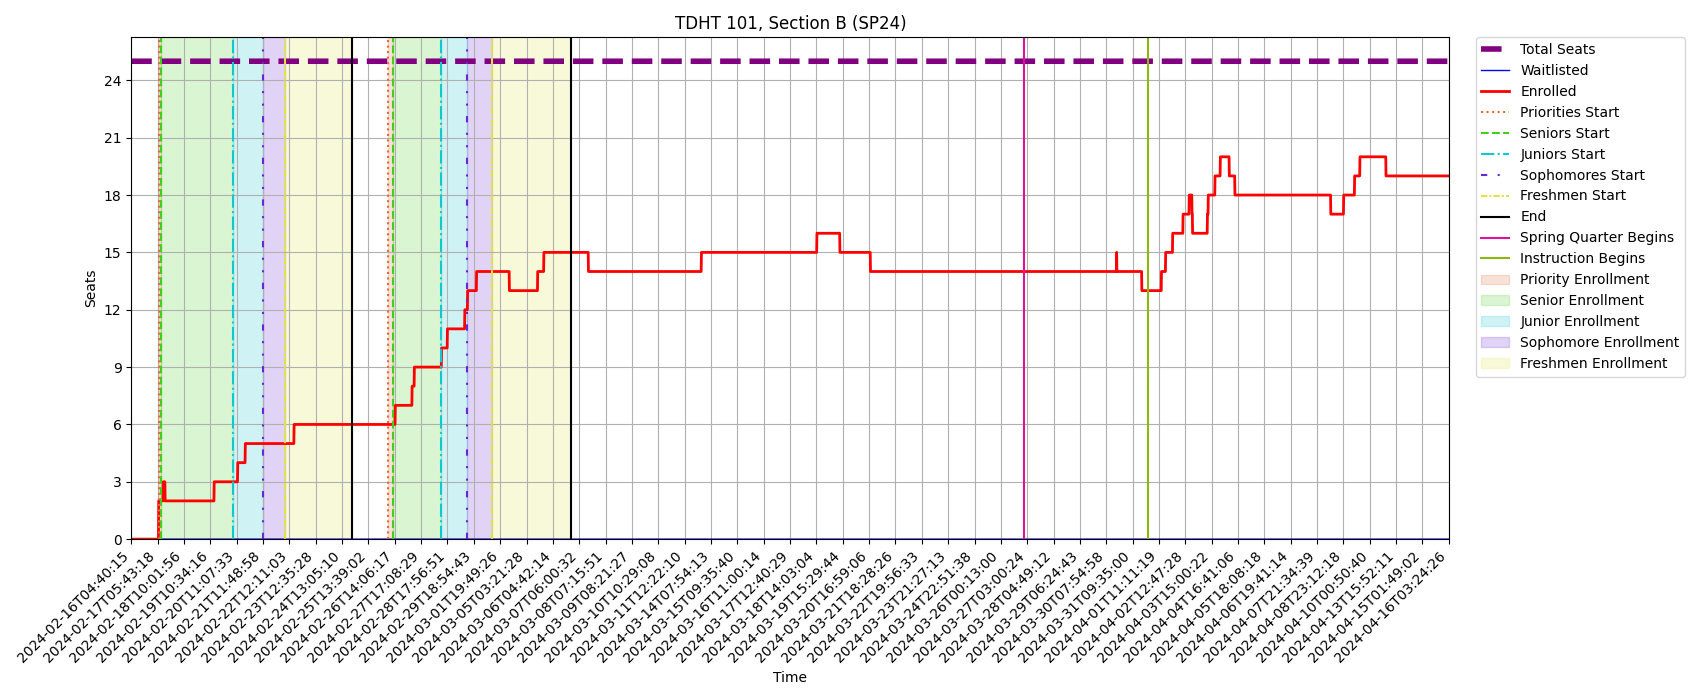 TDHT 101, Section B (SP24)
Total Seats
Waitlisted
Enrolled
Priorities Start
Seniors Start
Juniors Start
Sophomores Start
Freshmen Start
End
Spring Quarter Begins
Instruction Begins
Priority Enrollment
Senior Enrollment
Junior Enrollment
Sophomore Enrollment
Freshmen Enrollment
Seats
24
21
18
15
12
9
6
3
0
2024-02-16T04:40:15
2024-02-17T05:43:18
2024-02-18T10:01:56
2024-02-19T10:34:16
2024-02-20T11:07:33
2024-02-21T11:48:58
2024-02-22T12:11:03
2024-02-23T12:35:28
2024-02-24T13:05:10
2024-02-25T13:39:02
2024-02-26T14:06:17
2024-02-27T17:08:29
2024-02-28T17:56:51
2024-02-29T18:54:43
2024-03-01T19:49:26
2024-03-05T03:21:28
2024-03-06T04:42:14
2024-03-07T06:00:32
2024-03-08T07:15:51
2024-03-09T08:21:27
2024-03-10T10:29:08
2024-03-11T12:22:10
2024-03-14T07:54:13
2024-03-15T09:35:40
2024-03-16T11:00:14
2024-03-17T12:40:29
2024-03-18T14:03:04
2024-03-19T15:29:44
2024-03-20T16:59:06
2024-03-21T18:28:26
2024-03-22T19:56:33
2024-03-23T21:27:13
2024-03-24T22:51:38
2024-03-26T00:13:00
2024-03-27T03:00:24
2024-03-28T04:49:12
2024-03-29T06:24:43
2024-03-30T07:54:58
2024-03-31T09:35:00
2024-04-01T11:11:19
2024-04-02T12:47:28
2024-04-03T15:00:22
2024-04-04T16:41:06
2024-04-05T18:08:18
2024-04-06T19:41:14
2024-04-07T21:34:39
2024-04-08T23:12:18
2024-04-10T00:50:40
2024-04-13T15:52:11
2024-04-15T01:49:02
2024-04-16T03:24:26
Time